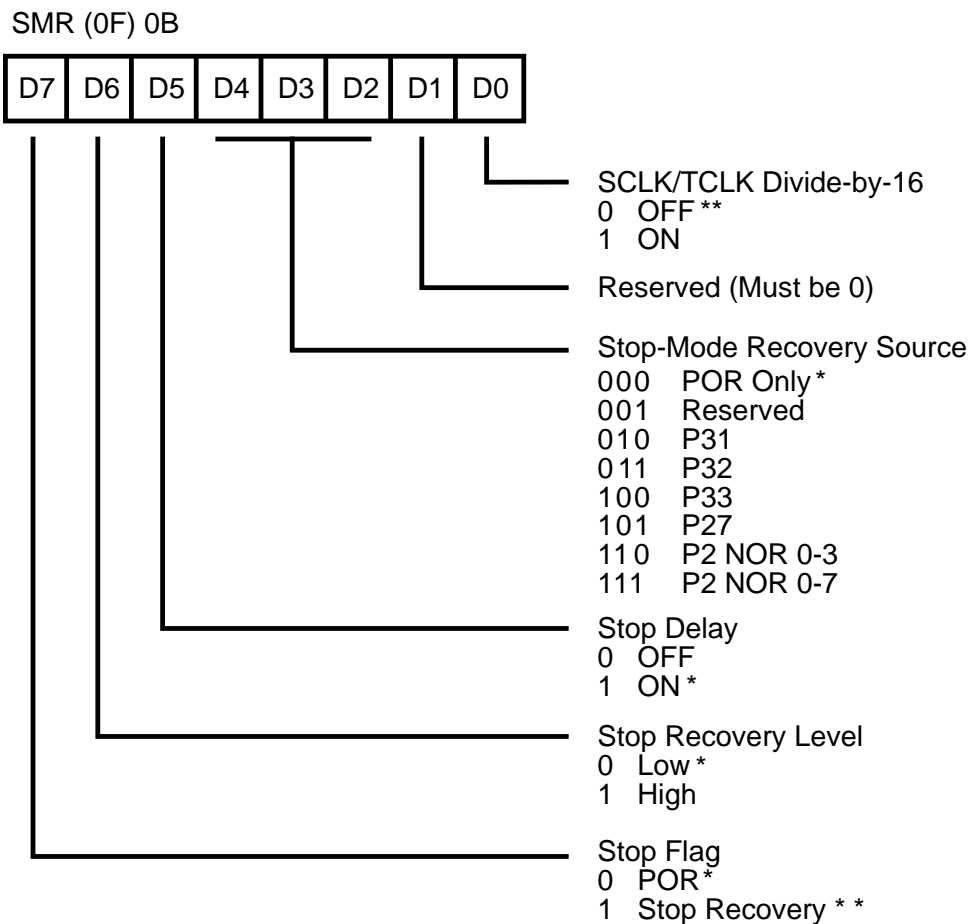 SMR (0F) 0B
D7 D6 D5 D4 D3 D2 D1 D0
SCLK/TCLK Divide-by-16
0 OFF **
1 ON
Reserved (Must be 0)
Stop-Mode Recovery Source
000 POR Only *
001 Reserved
010 P31
011 P32
100 P33
101 P27
110 P2 NOR 0-3
111 P2 NOR 0-7
Stop Delay
0 OFF
1 ON *
Stop Recovery Level
0 Low *
1 High
Stop Flag
0 POR *
1 Stop Recovery * *